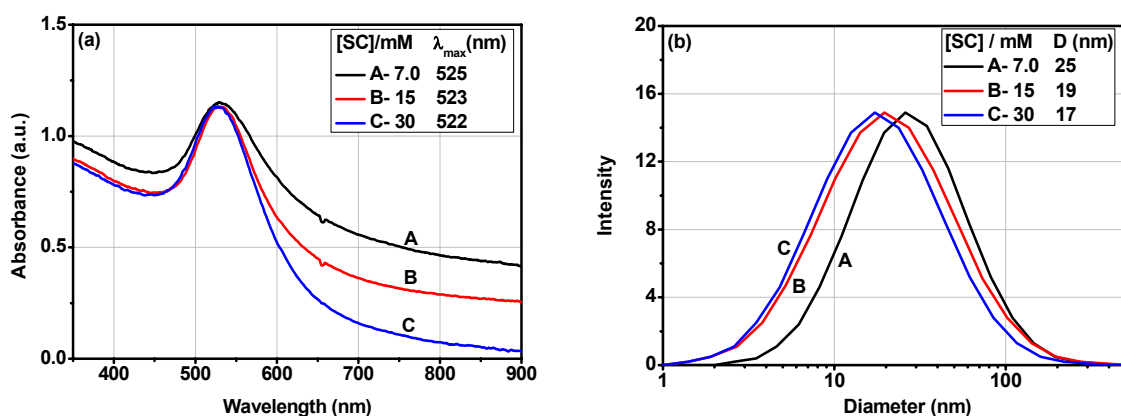 (a)
[SC]/mM λmax(nm)
A- 7.0 525
B- 15 523
C- 30 522
1.5
1.0
0.5
0.0
Absorbance (a.u.)
A
B
C
400 500 600 700 800 900
Wavelength (nm)
(b)
[SC] / mM D (nm)
A- 7.0 25
B- 15 19
C- 30 17
20
16
12
8
4
0
Intensity
C
B
A
1 10 100
Diameter (nm)